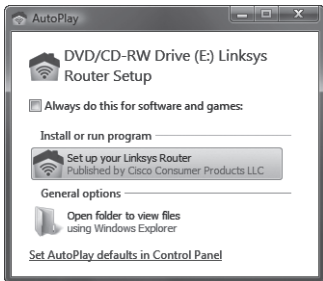 AutoPlay
DVD/CD-RW Drive (E:) Linksys
Router Setup
Always do this for software and games:
Install or run program
Set up your Linksys Router
Published by Cisco Consumer Products LLC
General options
Open folder to view files
using Windows Explorer
Set AutoPlay defaults in Control Panel